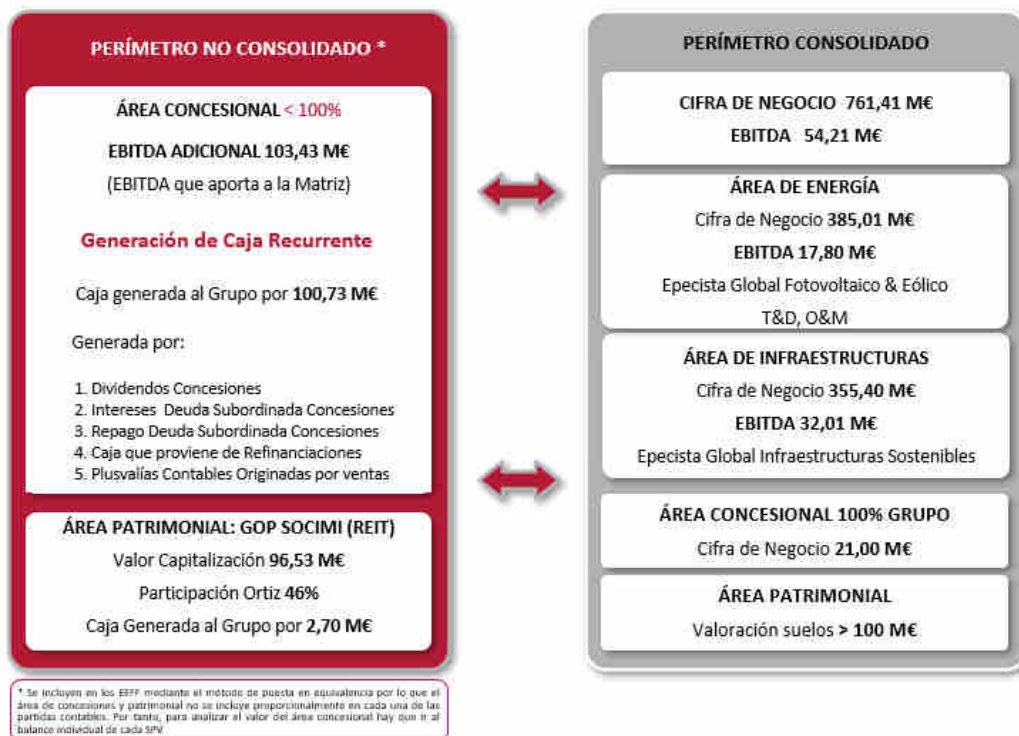 PERÍMETRO NO CONSOLIDADO *
ÁREA CONCESIONAL < 100%
EBITDA ADICIONAL 103,43 M€
(EBITDA que aporta a la Matriz)
Generación de Caja Recurrente
Caja generada al Grupo por 100,73 M€
Generada por:
1. Dividendos Concesiones
2. Intereses Deuda Subordinada Concesiones
3. Repago Deuda Subordinada Concesiones
4. Caja que proviene de Refinanciaciones
5. Plusvalías Contables Originadas por ventas
ÁREA PATRIMONIAL: GOP SOCIMI (REIT)
Valor Capitalización 96,53 M€
Participación Ortiz 46%
Caja Generada al Grupo por 2,70 M€
* Se incluyen en los EEFF mediante el método de puesta en equivalencia por lo que el
área de concesiones y patrimonial no se incluye proporcionalmente en cada una de las
partidas contables. Por tanto, para analizar el valor del área concesional hay que ir al
balance individual de cada SPV
PERÍMETRO CONSOLIDADO
CIFRA DE NEGOCIO 761,41 M€
EBITDA 54,21 M€
ÁREA DE ENERGÍA
Cifra de Negocio 385,01 M€
EBITDA 17,80 M€
Epecista Global Fotovoltaico & Eólico
T&D, O&M
ÁREA DE INFRAESTRUCTURAS
Cifra de Negocio 355,40 M€
EBITDA 32,01 M€
Epecista Global Infraestructuras Sostenibles
ÁREA CONCESIONAL 100% GRUPO
Cifra de Negocio 21,00 M€
ÁREA PATRIMONIAL
Valoración suelos > 100 M€